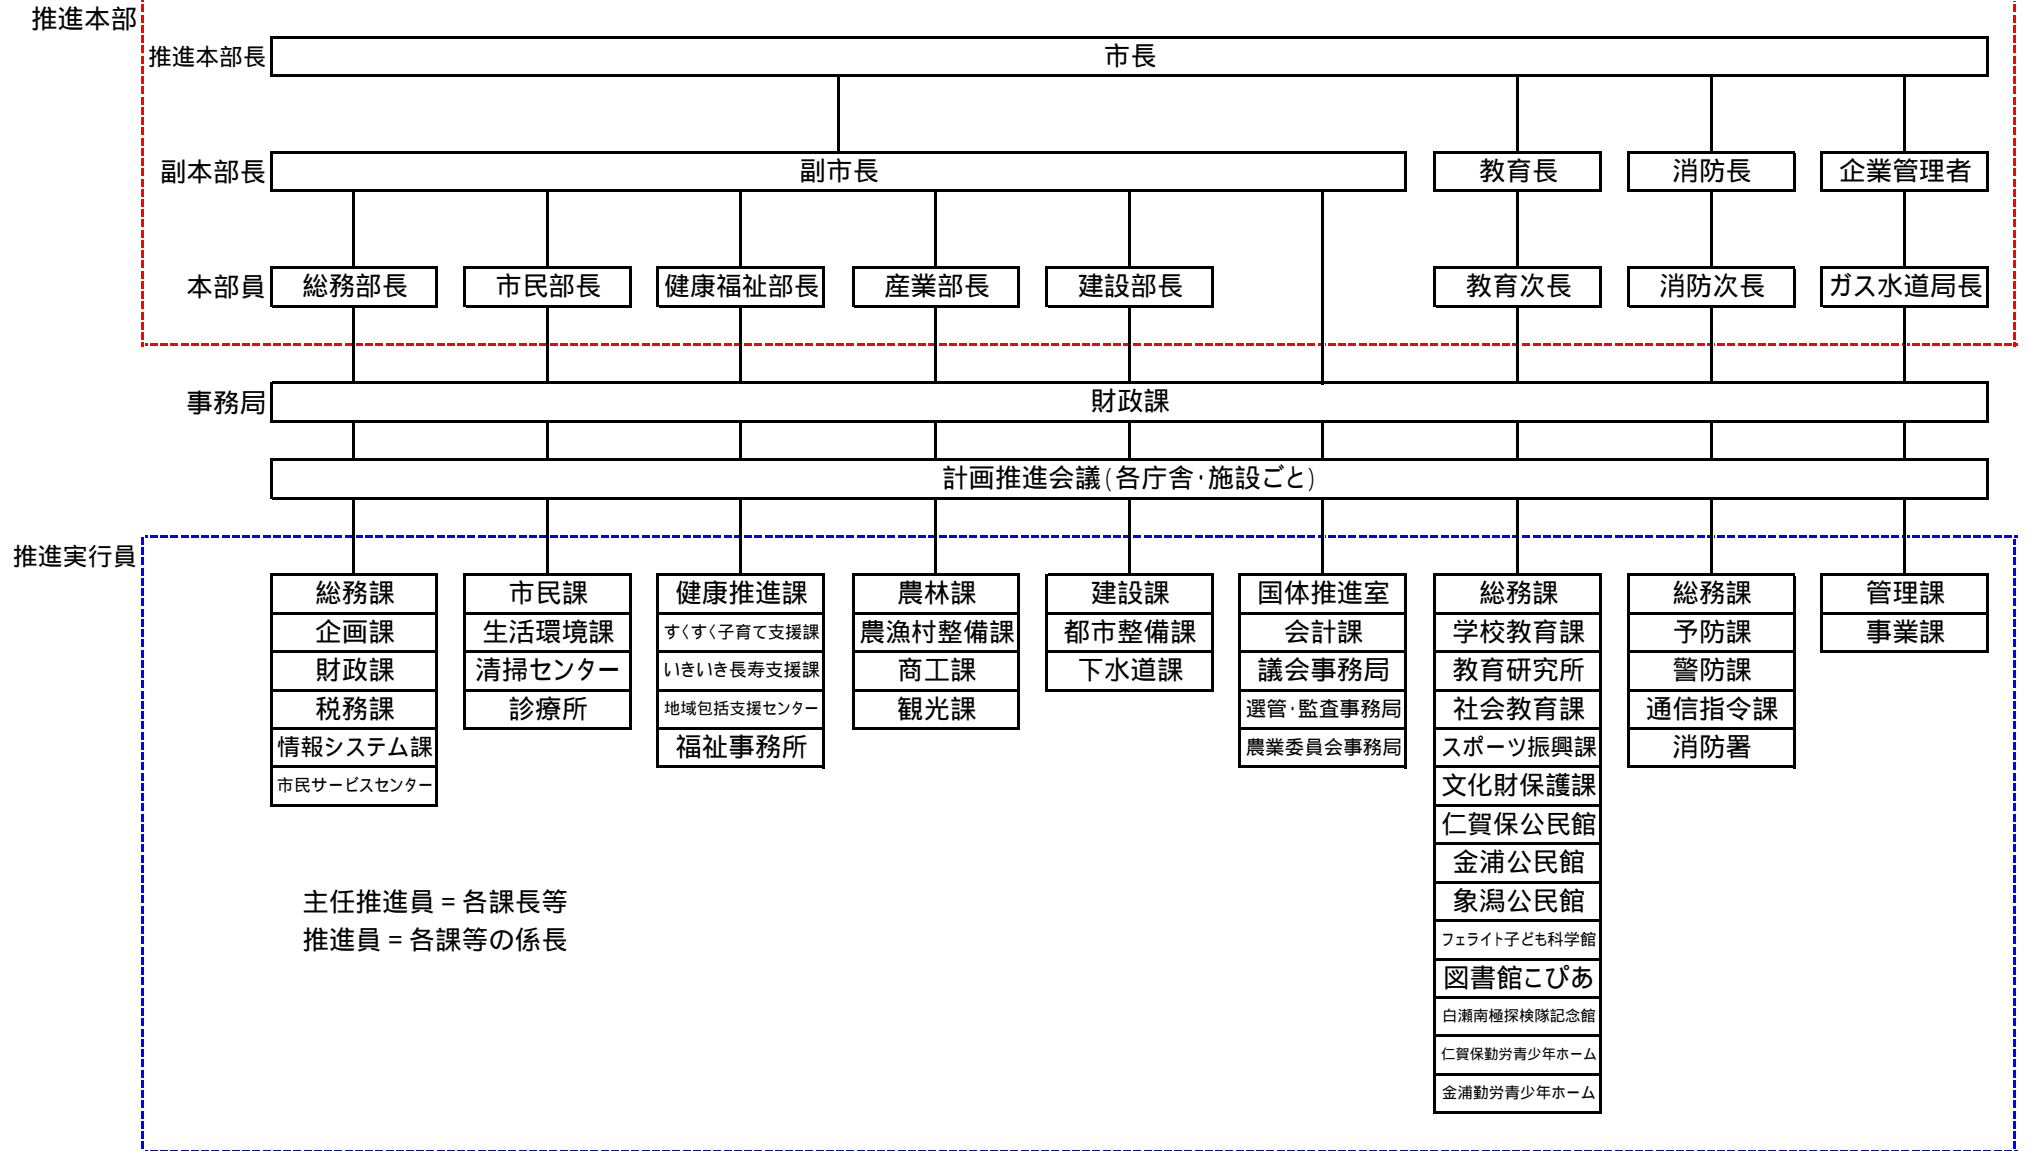 推進本部
推進本部長
市長
副本部長
副市長
教育長
消防長
企業管理者
本部員
総務部長
市民部長
健康福祉部長
産業部長
建設部長
教育次長
消防次長
ガス水道局長
事務局
財政課
計画推進会議(各庁舎・施設ごと)
推進実行員
総務課
企画課
財政課
税務課
情報システム課
市民サービスセンター
市民課
生活環境課
清掃センター
診療所
健康推進課
すくすく子育て支援課
いきいき長寿支援課
地域包括支援センター
福祉事務所
農林課
農漁村整備課
商工課
観光課
建設課
都市整備課
下水道課
国体推進室
会計課
議会事務局
選管・監査事務局
農業委員会事務局
総務課
学校教育課
教育研究所
社会教育課
スポーツ振興課
文化財保護課
仁賀保公民館
金浦公民館
象潟公民館
フェライト子ども科学館
図書館こぴあ
白瀬南極探検隊記念館
仁賀保勤労青少年ホーム
金浦勤労青少年ホーム
総務課
予防課
警防課
通信指令課
消防署
管理課
事業課
主任推進員 = 各課長等
推進員 = 各課等の係長